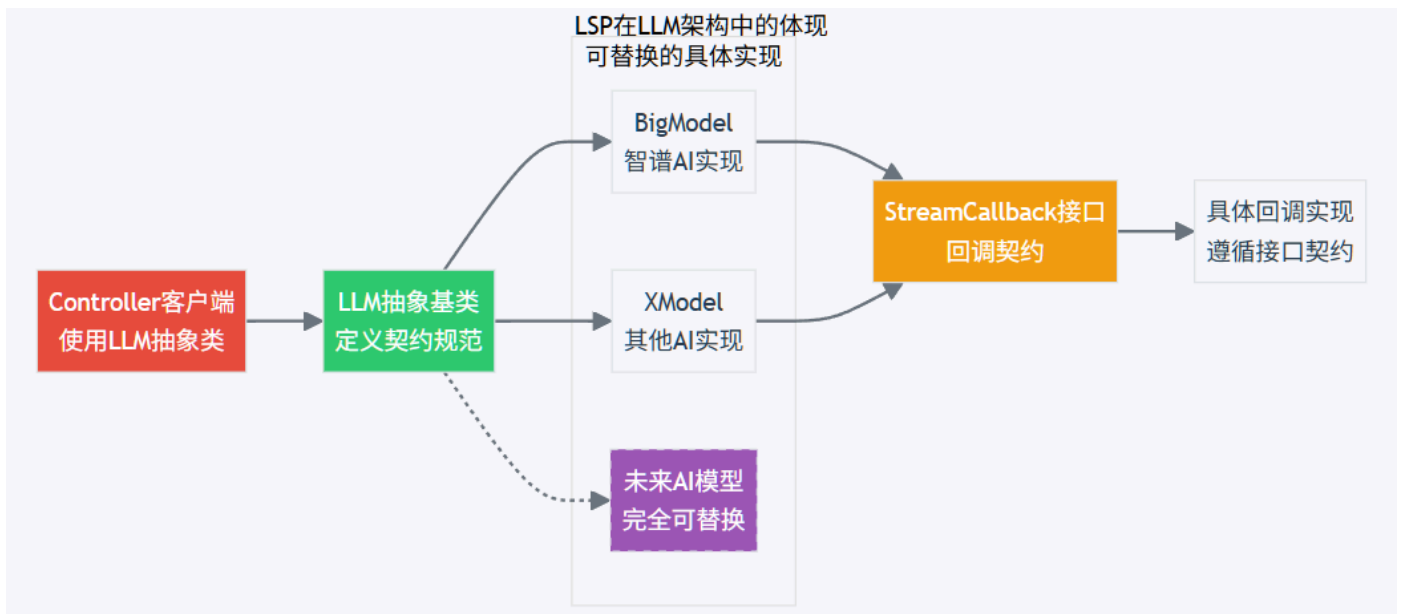 LSP在LLM架构中的体现
可替换的具体实现
Controller客户端
使用LLM抽象类
LLM抽象基类
定义契约规范
BigModel
智谱AI实现
XModel
其他AI实现
未来AI模型
完全可替换
StreamCallback接口
回调契约
具体回调实现
遵循接口契约